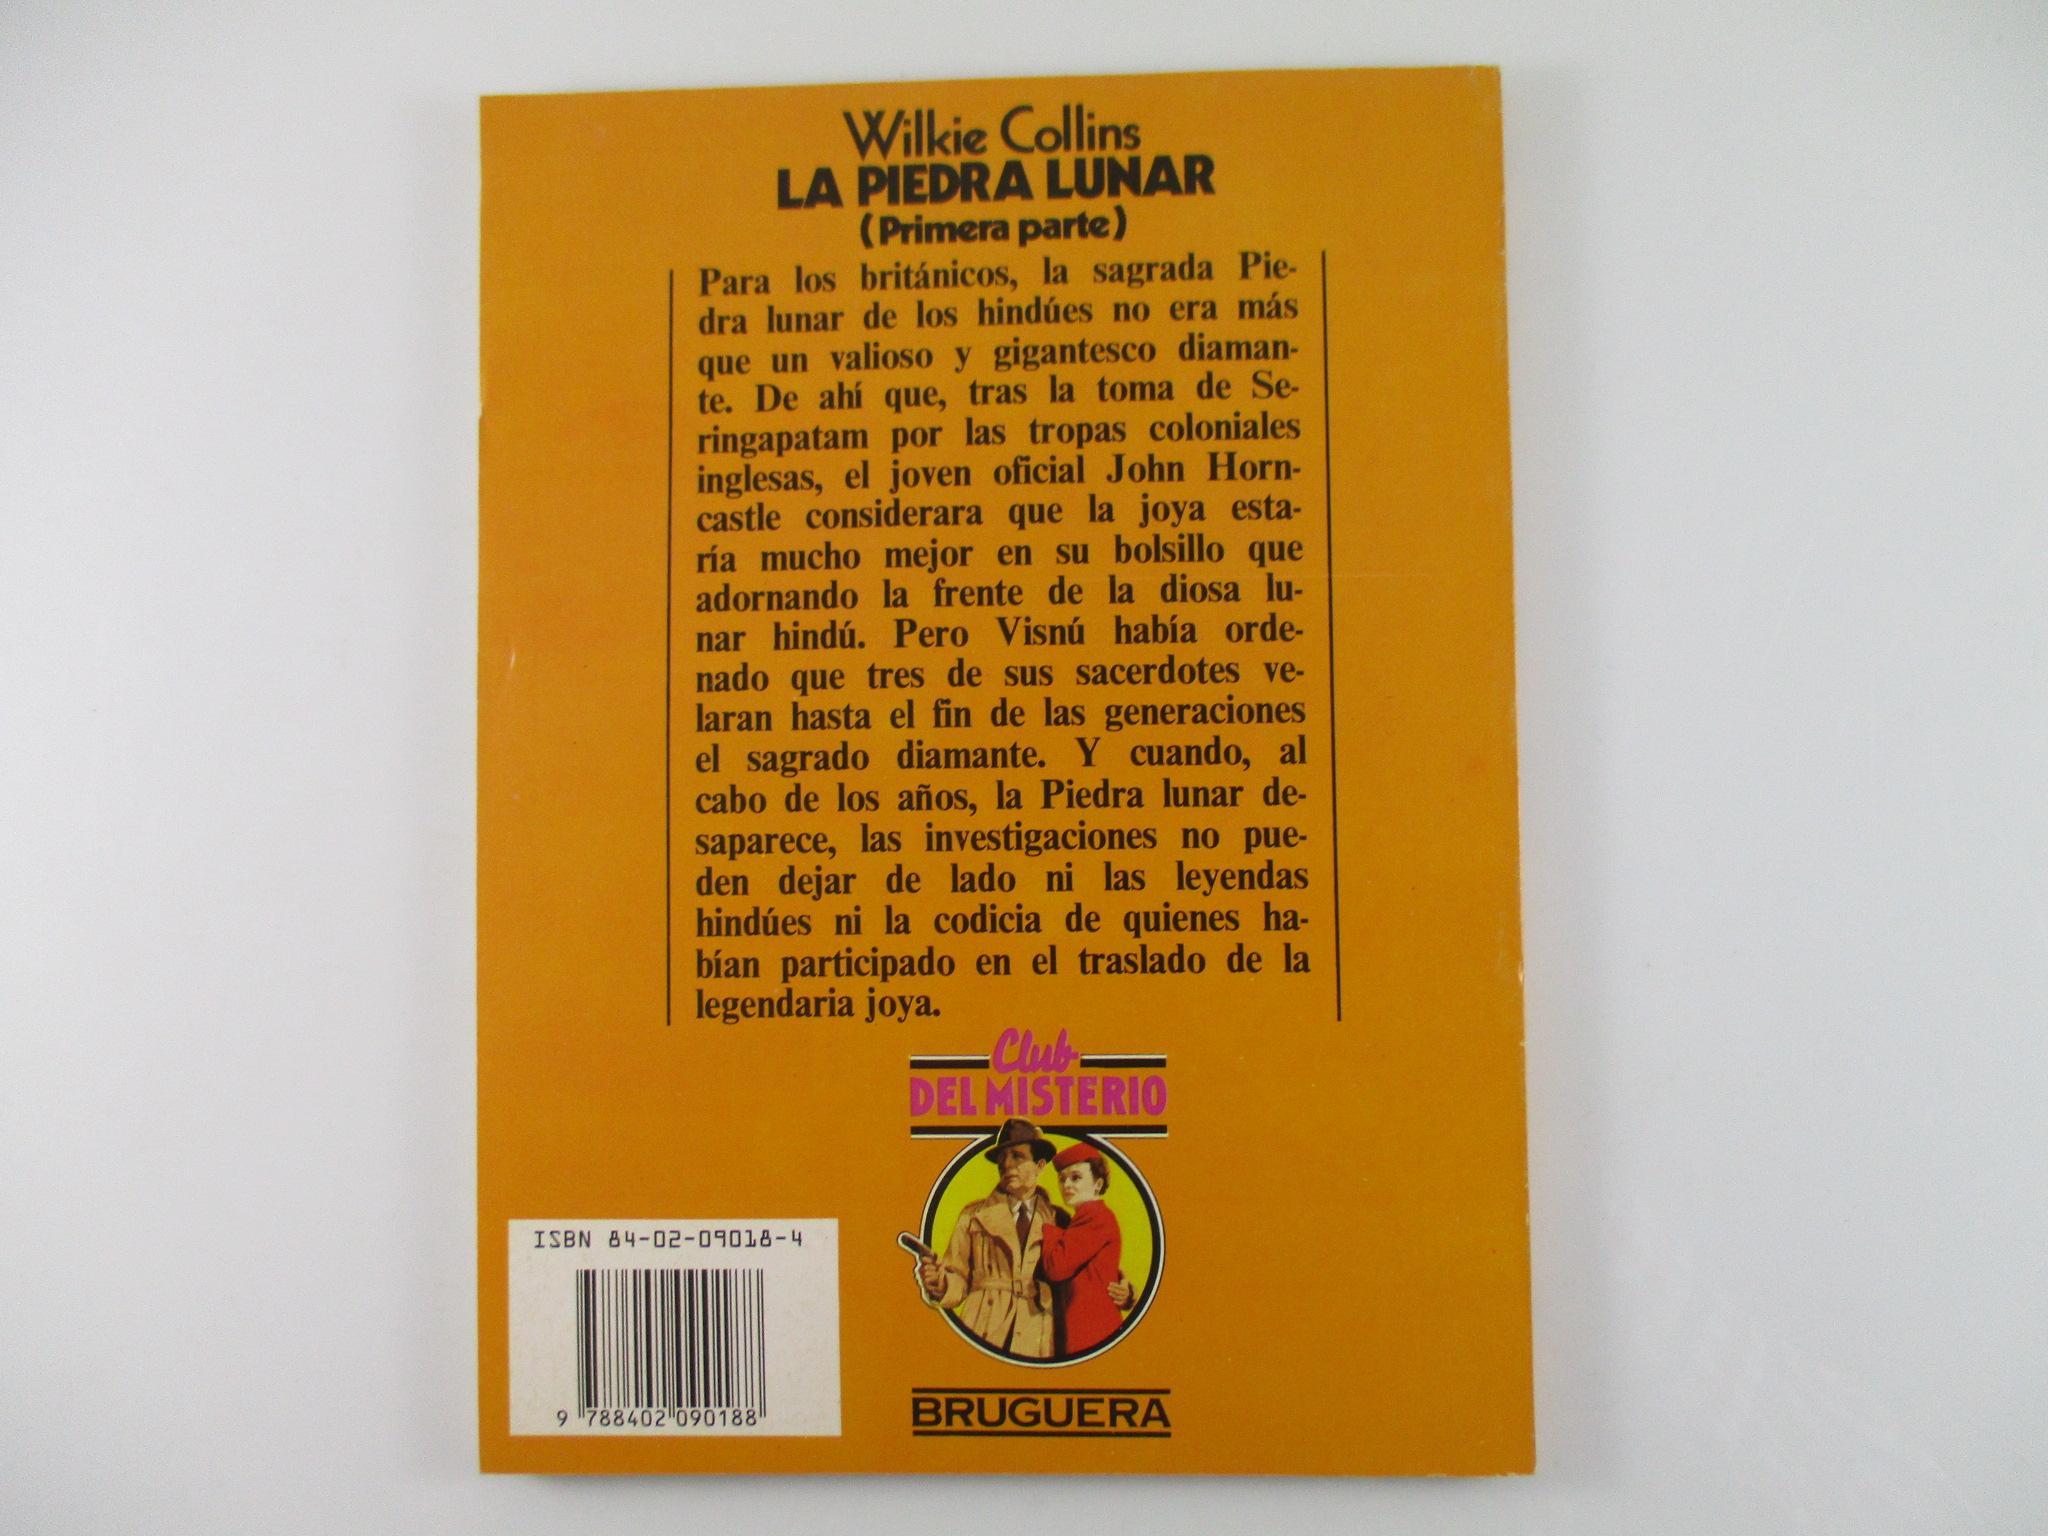 Wilkie Collins
LA PIEDRA LUNAR
(Primera parte)
Para los británicos, la sagrada Pie-
dra lunar de los hindúes no era más
que un valioso y gigantesco diaman-
te. De ahí que, tras la toma de Se-
ringapatam por las tropas coloniales
inglesas, el joven oficial John Horn-
castle considerara que la joya esta-
ría mucho mejor en su bolsillo que
adornando la frente de la diosa lu-
nar hindú. Pero Visnú había orde-
nado que tres de sus sacerdotes ve-
laran hasta el fin de las generaciones
el sagrado diamante. Y cuando, al
cabo de los años, la Piedra lunar de-
saparece, las investigaciones no pue-
den dejar de lado ni las leyendas
hindúes ni la codicia de quienes ha-
bían participado en el traslado de la
legendaria joya.
Club
DEL MISTERIO
ISBN 84-02-09018-4
9 788402 090188
BRUGUERA